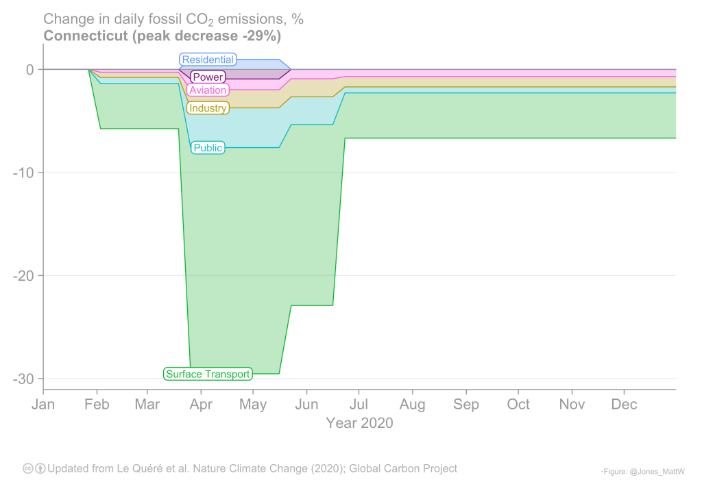 Change in daily fossil CO₂ emissions, %
Connecticut (peak decrease -29%)
0
-10
-20
-30
Residential
Power
Aviation
Industry
Public
Surface Transport
Jan Feb Mar Apr May Jun Jul Aug Sep Oct Nov Dec
Year 2020
Updated from Le Quéré et al. Nature Climate Change (2020); Global Carbon Project
-Figure: @Jones_MattW